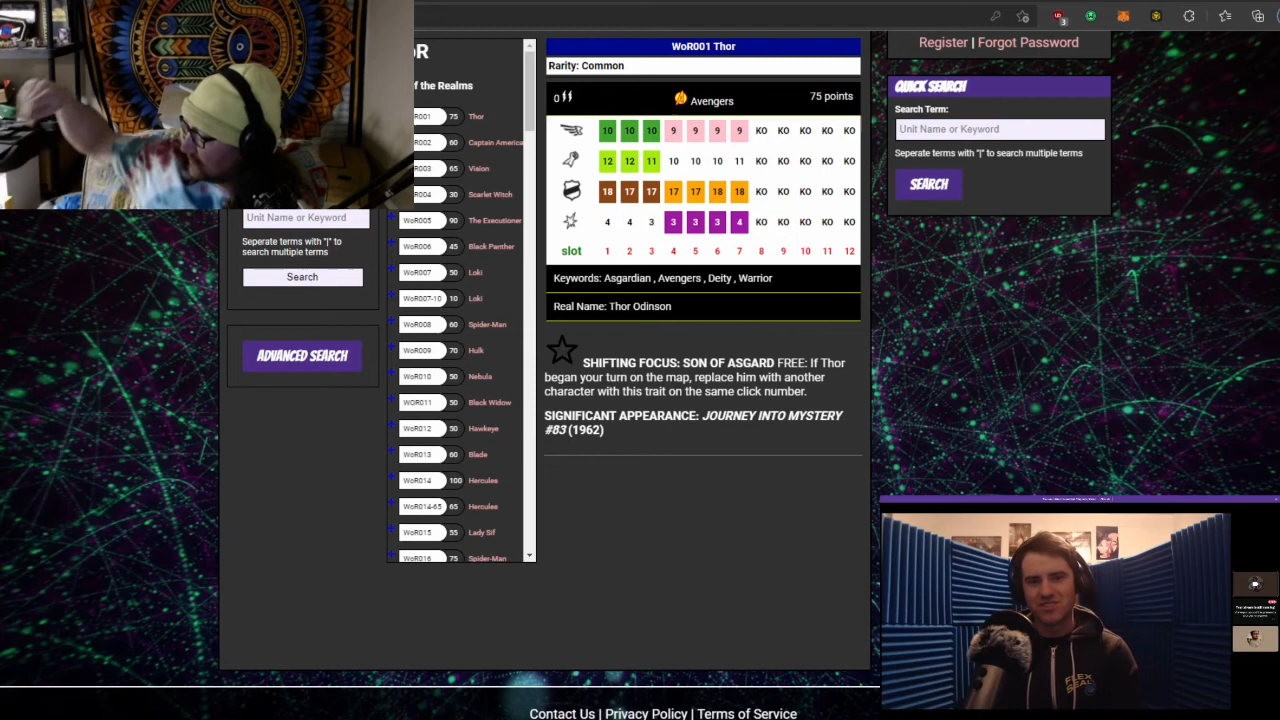 Register | Forgot Password
QUICK SEARCH
Search Term:
Unit Name or Keyword
Seperate terms with "|" to search multiple terms
SEARCH
Unit Name or Keyword
Seperate terms with "|" to
search multiple terms
Search
ADVANCED SEARCH
f the Realms
R001 75 Thor
R002 60 Captain America
R003 65 Vision
R004 30 Scarlet Witch
WoR005 90 The Executioner
WoR006 45 Black Panther
WoR007 50 Loki
WoR007-10 10 Loki
WoR008 60 Spider-Man
WoR009 70 Hulk
WoR010 50 Nebula
WOR011 50 Black Widow
WoR012 50 Hawkeye
WoR013 60 Blade
WoR014 100 Hercules
WoR014-65 65 Hercules
WoR015 55 Lady Sif
WoR016 75 Spider-Man
WoR001 Thor
Rarity: Common
0 Avengers 75 points
10 10 10 9 9 9 9 KO KO KO KO KO
12 12 11 10 10 10 11 KO KO KO KO KO
18 17 17 17 17 18 18 KO KO KO KO KO
4 4 3 3 3 3 4 KO KO KO KO KO
slot 1 2 3 4 5 6 7 8 9 10 11 12
Keywords: Asgardian , Avengers , Deity , Warrior
Real Name: Thor Odinson
SHIFTING FOCUS: SON OF ASGARD FREE: If Thor
began your turn on the map, replace him with another
character with this trait on the same click number.
SIGNIFICANT APPEARANCE: JOURNEY INTO MYSTERY
#83 (1962)
FLEX
SEAL
Contact Us | Privacy Policy | Terms of Service